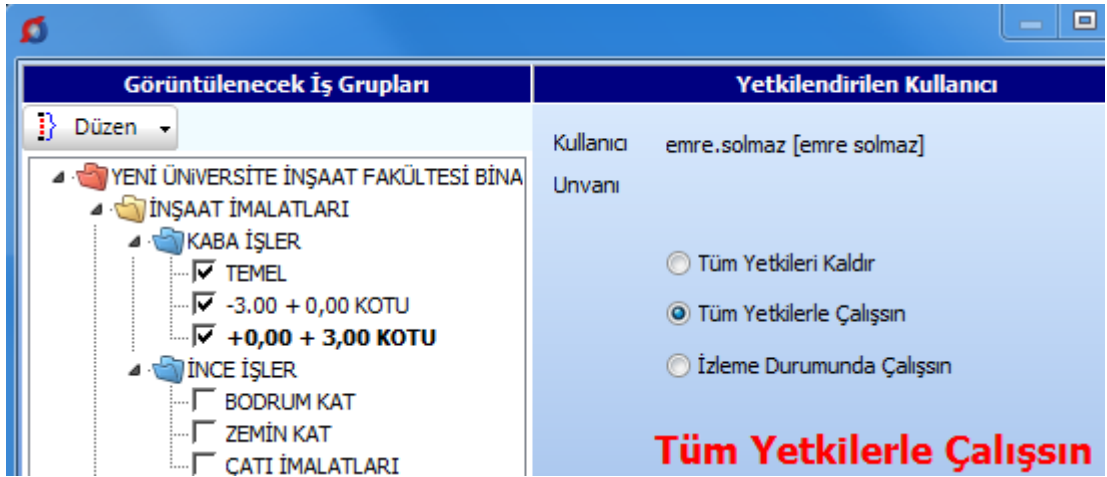 Görüntülenecek İş Grupları
Düzen
YENİ ÜNiVERSİTE İNŞAAT FAKÜLTESİ BİNA
İNŞAAT İMALATLARI
KABA İŞLER
TEMEL
-3.00 + 0,00 KOTU
+0,00 + 3,00 KOTU
İNCE İŞLER
BODRUM KAT
ZEMİN KAT
ÇATI İMALATLARI
Yetkilendirilen Kullanıcı
Kullanıcı emre.solmaz [emre solmaz]
Unvanı
Tüm Yetkileri Kaldır
Tüm Yetkilerle Çalışsın
İzleme Durumunda Çalışsın
Tüm Yetkilerle Çalışsın